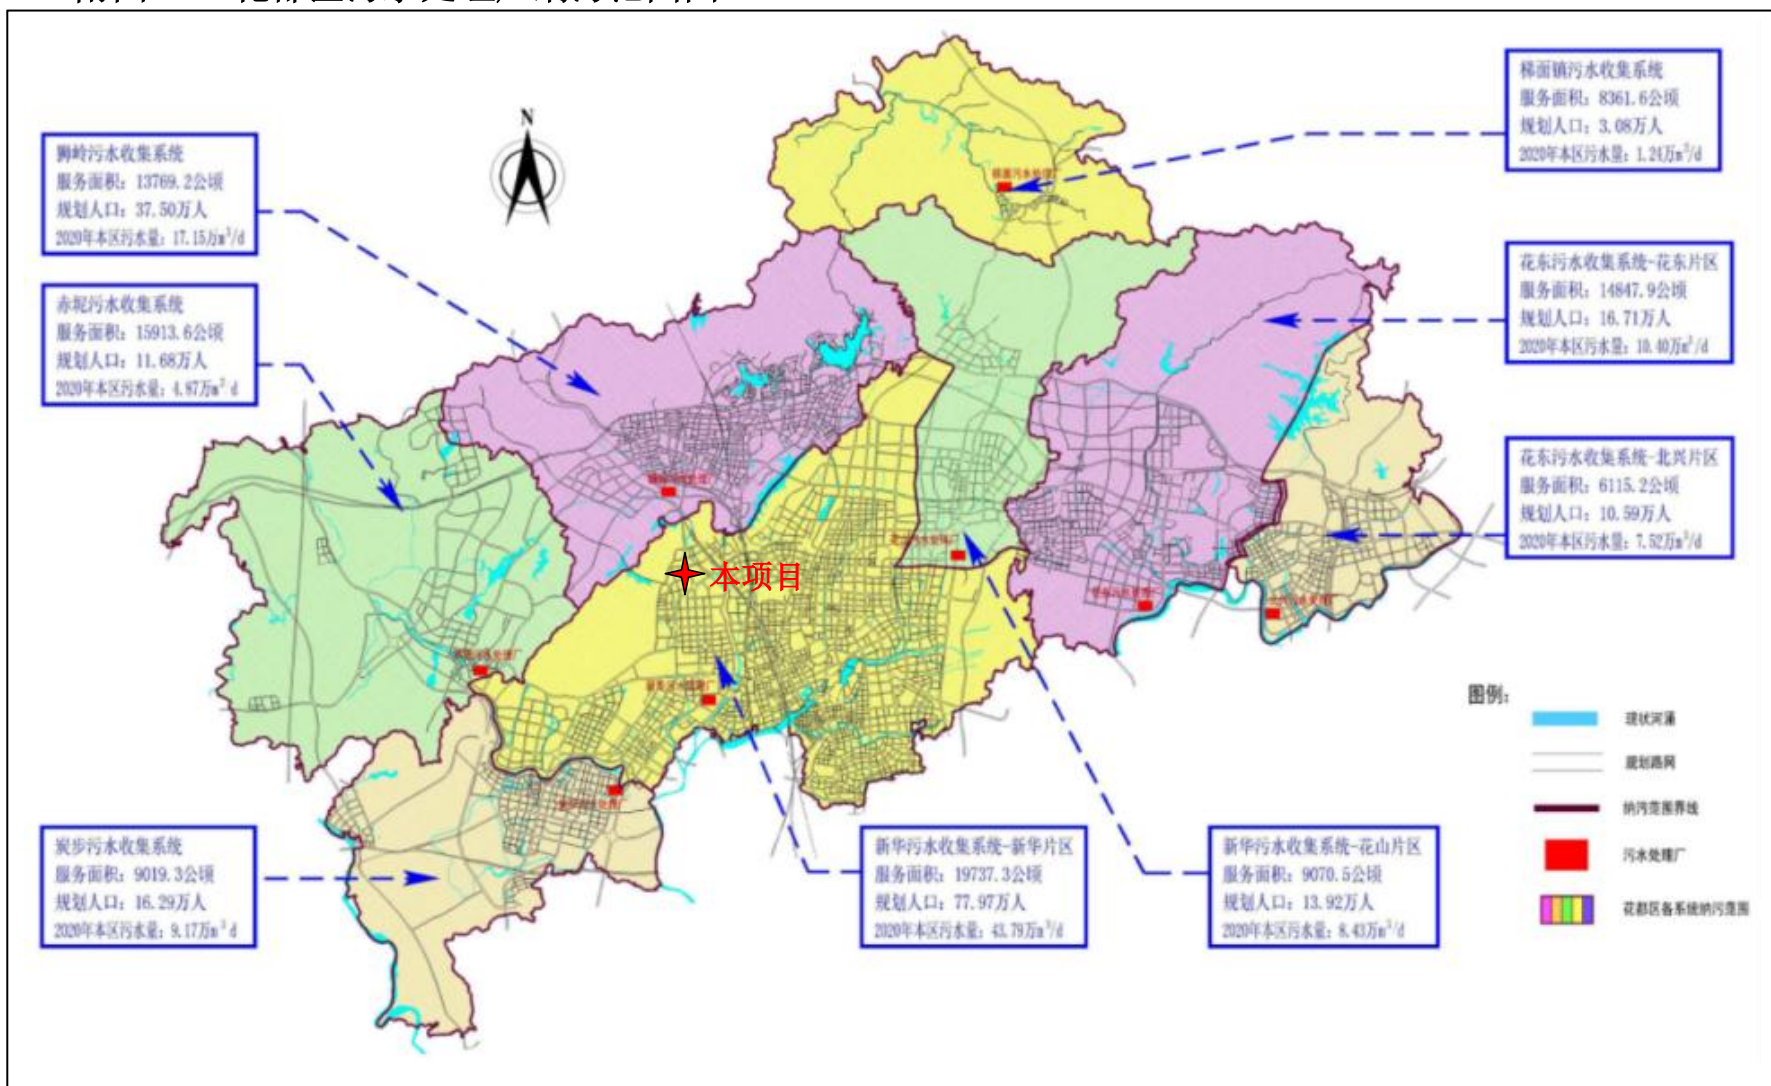 N
梯面镇污水收集系统
服务面积：8361.6公顷
规划人口：3.08万人
2020年本区污水量：1.24万m³/d
狮岭污水收集系统
服务面积：13769.2公顷
规划人口：37.50万人
2020年本区污水量：17.15万m³/d
花东污水收集系统-花东片区
服务面积：14847.9公顷
规划人口：16.71万人
2020年本区污水量：10.40万m³/d
赤坭污水收集系统
服务面积：15913.6公顷
规划人口：11.68万人
2020年本区污水量：4.87万m³ d
花东污水收集系统-北兴片区
服务面积：6115.2公顷
规划人口：10.59万人
2020年本区污水量：7.52万m³/d
本项目
图例：
现状河涌
规划路网
纳污范围界线
污水处理厂
花都区各系统纳污范围
炭步污水收集系统
服务面积：9019.3公顷
规划人口：16.29万人
2020年本区污水量：9.17万m³ d
新华污水收集系统-新华片区
服务面积：19737.3公顷
规划人口：77.97万人
2020年本区污水量：43.79万m³/d
新华污水收集系统-花山片区
服务面积：9070.5公顷
规划人口：13.92万人
2020年本区污水量：8.43万m³/d